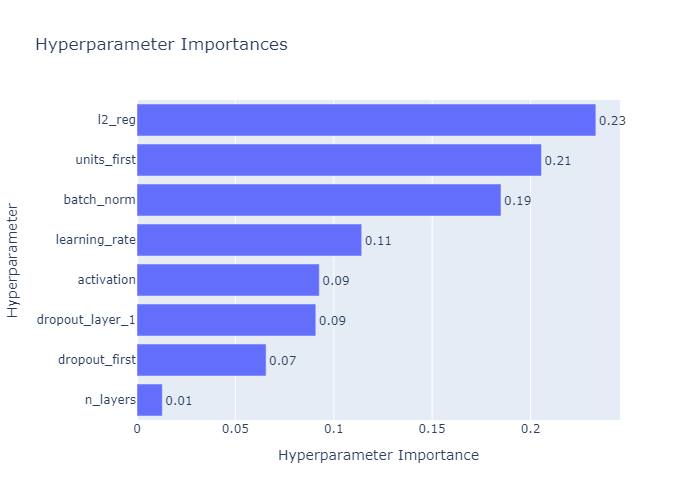 Hyperparameter Importances
Hyperparameter
l2_reg 0.23
units_first 0.21
batch_norm 0.19
learning_rate 0.11
activation 0.09
dropout_layer_1 0.09
dropout_first 0.07
n_layers 0.01
0 0.05 0.1 0.15 0.2
Hyperparameter Importance